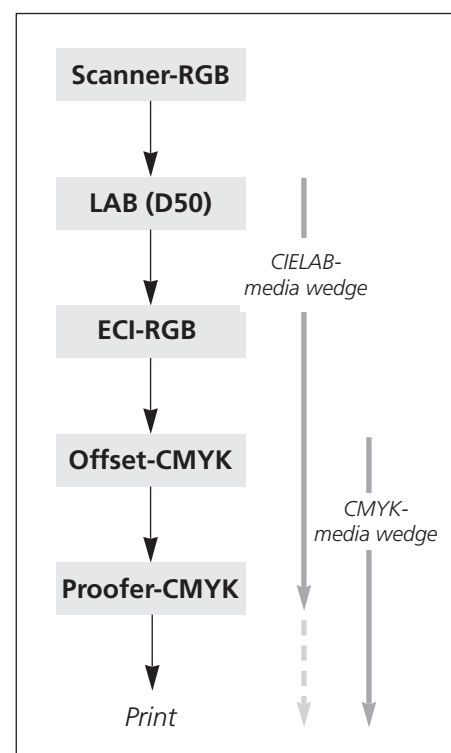 Scanner-RGB
LAB (D50)
CIELAB-
media wedge
ECI-RGB
Offset-CMYK
CMYK-
media wedge
Proofer-CMYK
Print